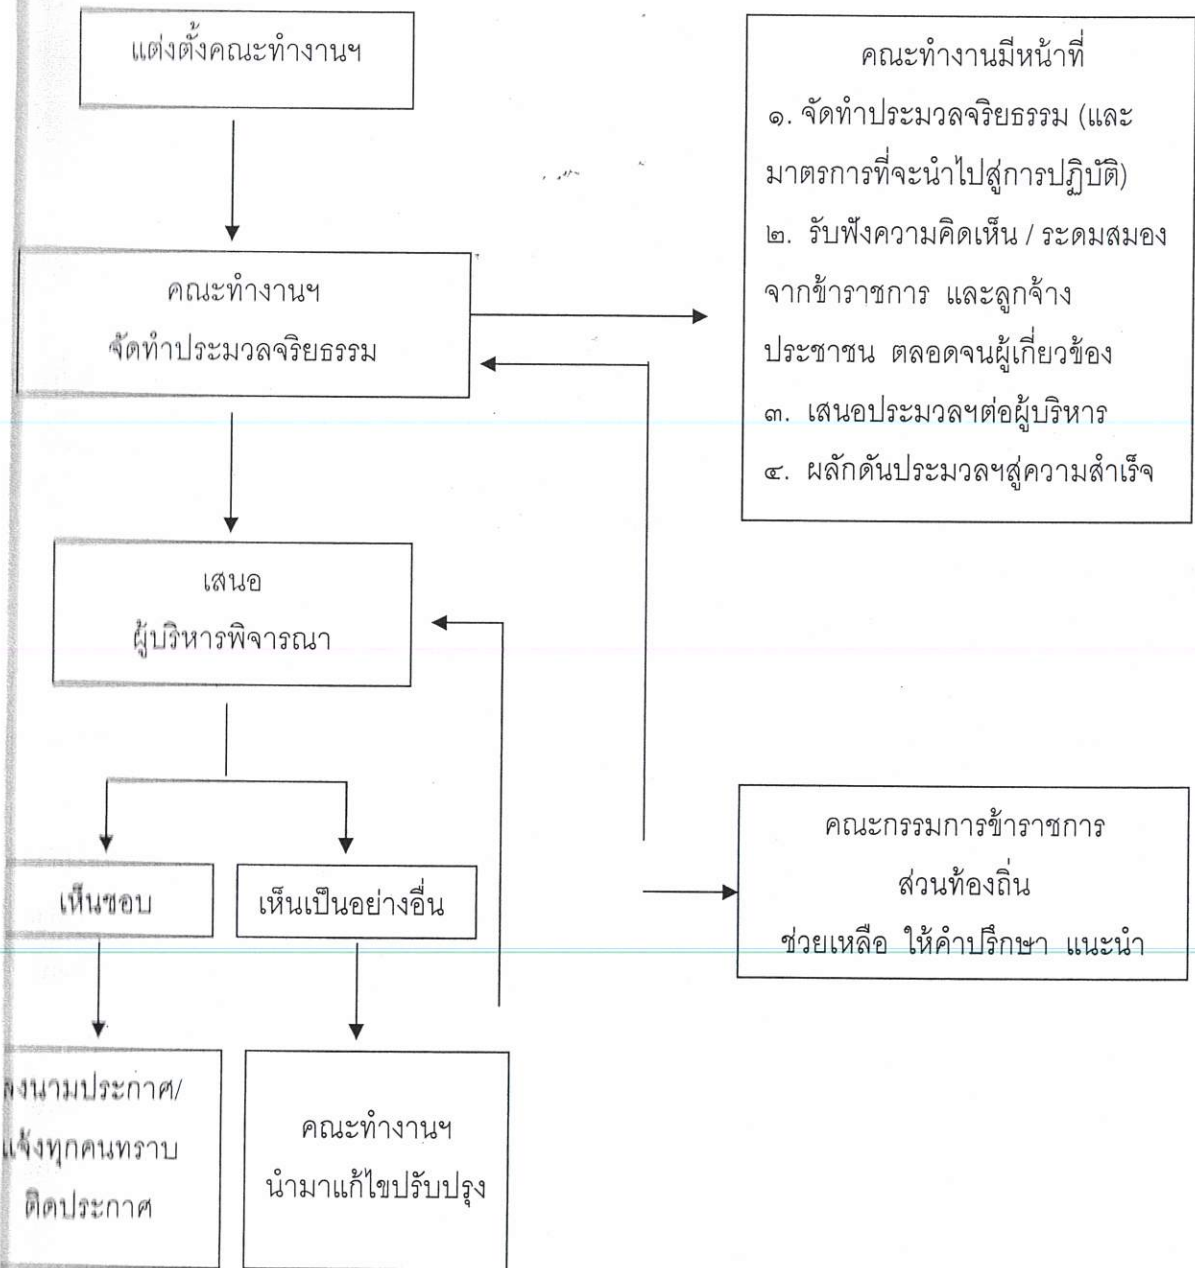 แต่งตั้งคณะทำงานฯ
คณะทำงานมีหน้าที่
๑. จัดทำประมวลจริยธรรม (และ
มาตรการที่จะนำไปสู่การปฏิบัติ)
๒. รับฟังความคิดเห็น / ระดมสมอง
จากข้าราชการ และลูกจ้าง
ประชาชน ตลอดจนผู้เกี่ยวข้อง
๓. เสนอประมวลฯต่อผู้บริหาร
๔. ผลักดันประมวลฯสู่ความสำเร็จ
คณะทำงานฯ
จัดทำประมวลจริยธรรม
เสนอ
ผู้บริหารพิจารณา
เห็นชอบ
เห็นเป็นอย่างอื่น
คณะกรรมการข้าราชการ
ส่วนท้องถิ่น
ช่วยเหลือ ให้คำปรึกษา แนะนำ
ลงนามประกาศ/
แจ้งทุกคนทราบ
ติดประกาศ
คณะทำงานฯ
นำมาแก้ไขปรับปรุง